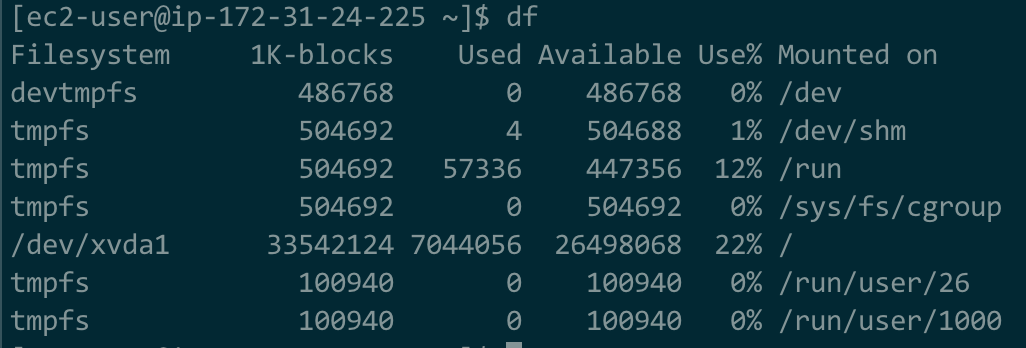 [ec2-user@ip-172-31-24-225 ~]$ df
Filesystem     1K-blocks    Used Available Use% Mounted on
devtmpfs          486768       0    486768   0% /dev
tmpfs             504692       4    504688   1% /dev/shm
tmpfs             504692   57336    447356  12% /run
tmpfs             504692       0    504692   0% /sys/fs/cgroup
/dev/xvda1      33542124 7044056  26498068  22% /
tmpfs             100940       0    100940   0% /run/user/26
tmpfs             100940       0    100940   0% /run/user/1000